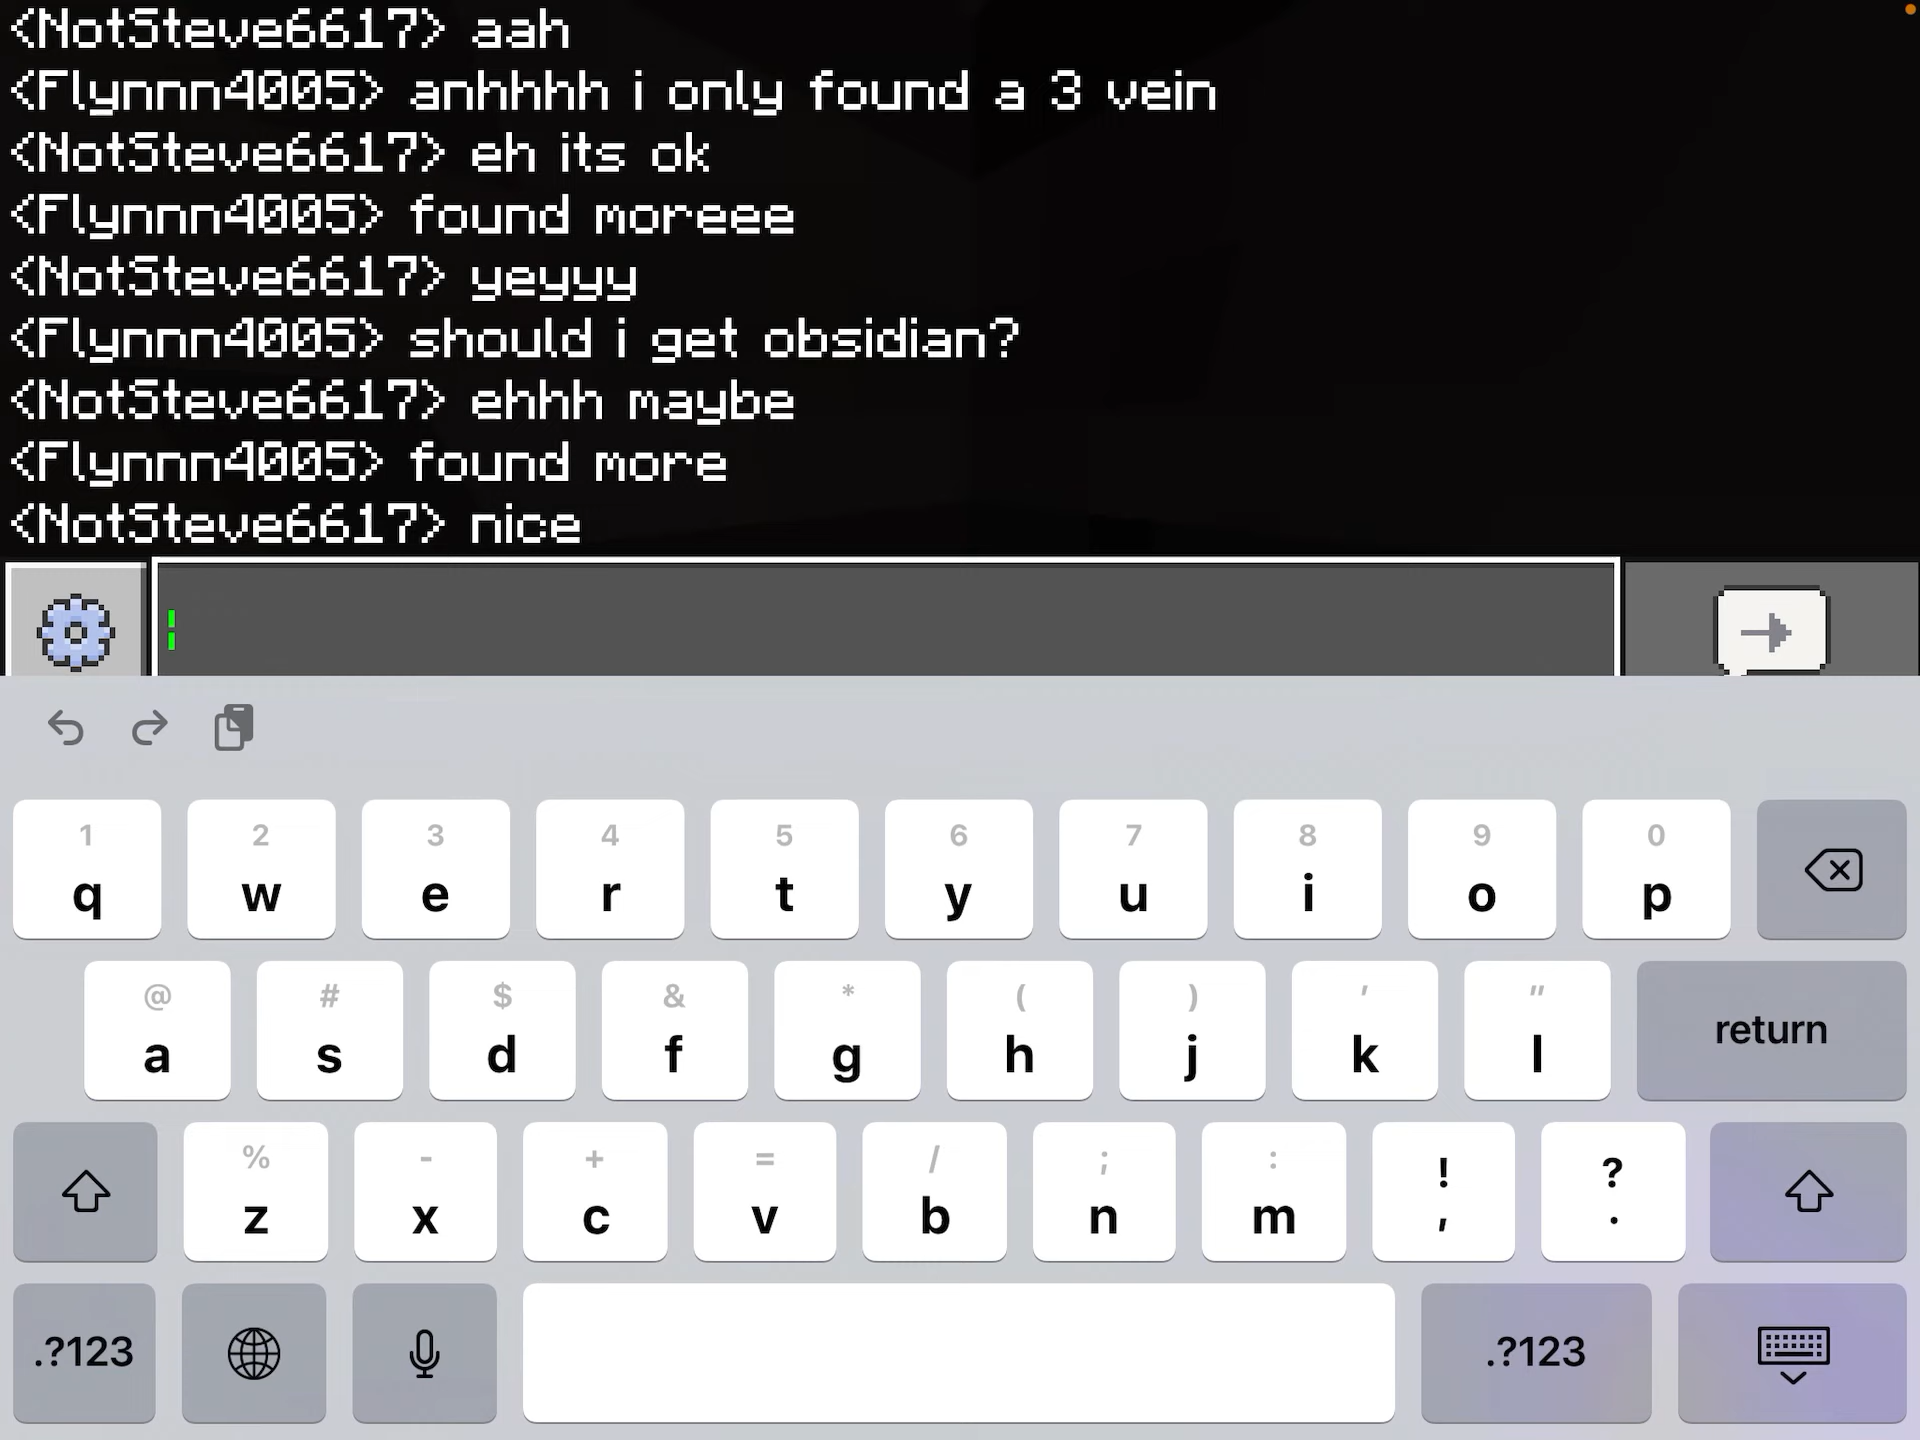 <NotSteve6617> aah
<Flynnn4005> anhhhh i only found a 3 vein
<NotSteve6617> eh its ok
<Flynnn4005> found moreee
<NotSteve6617> yeyyy
<Flynnn4005> should i get obsidian?
<NotSteve6617> ehhh maybe
<Flynnn4005> found more
<NotSteve6617> nice
1 2 3 4 5 6 7 8 9 0
q w e r t y u i o p
@ # $ & * ( ) ' "
a s d f g h j k l return
% - + = / ; : ! ?
z x c v b n m , .
.?123 .?123